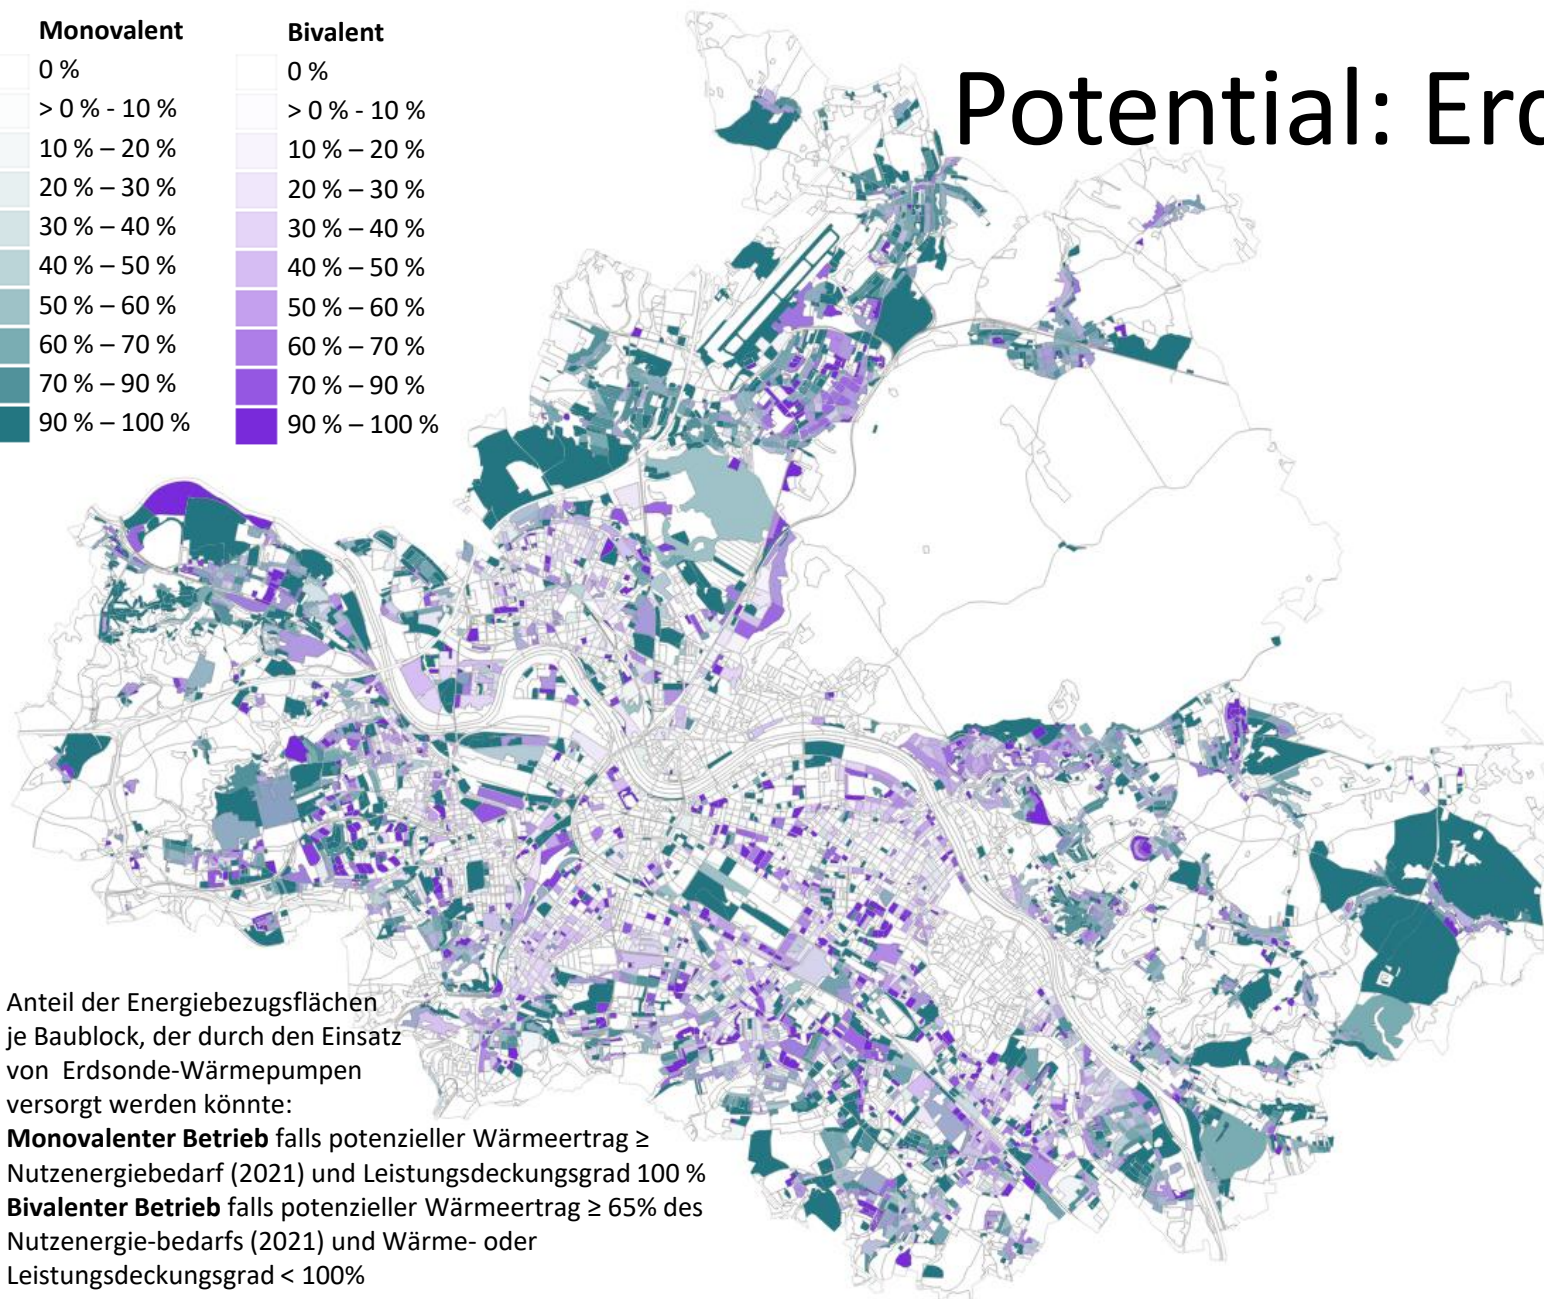 Potential: Erd
Monovalent
0 %
> 0 % - 10 %
10 % – 20 %
20 % – 30 %
30 % – 40 %
40 % – 50 %
50 % – 60 %
60 % – 70 %
70 % – 90 %
90 % – 100 %
Bivalent
0 %
> 0 % - 10 %
10 % – 20 %
20 % – 30 %
30 % – 40 %
40 % – 50 %
50 % – 60 %
60 % – 70 %
70 % – 90 %
90 % – 100 %
Anteil der Energiebezugsflächen
je Baublock, der durch den Einsatz
von Erdsonde-Wärmepumpen
versorgt werden könnte:
Monovalenter Betrieb falls potenzieller Wärmeertrag ≥
Nutzenergiebedarf (2021) und Leistungsdeckungsgrad 100 %
Bivalenter Betrieb falls potenzieller Wärmeertrag ≥ 65% des
Nutzenergie-bedarfs (2021) und Wärme- oder
Leistungsdeckungsgrad < 100%